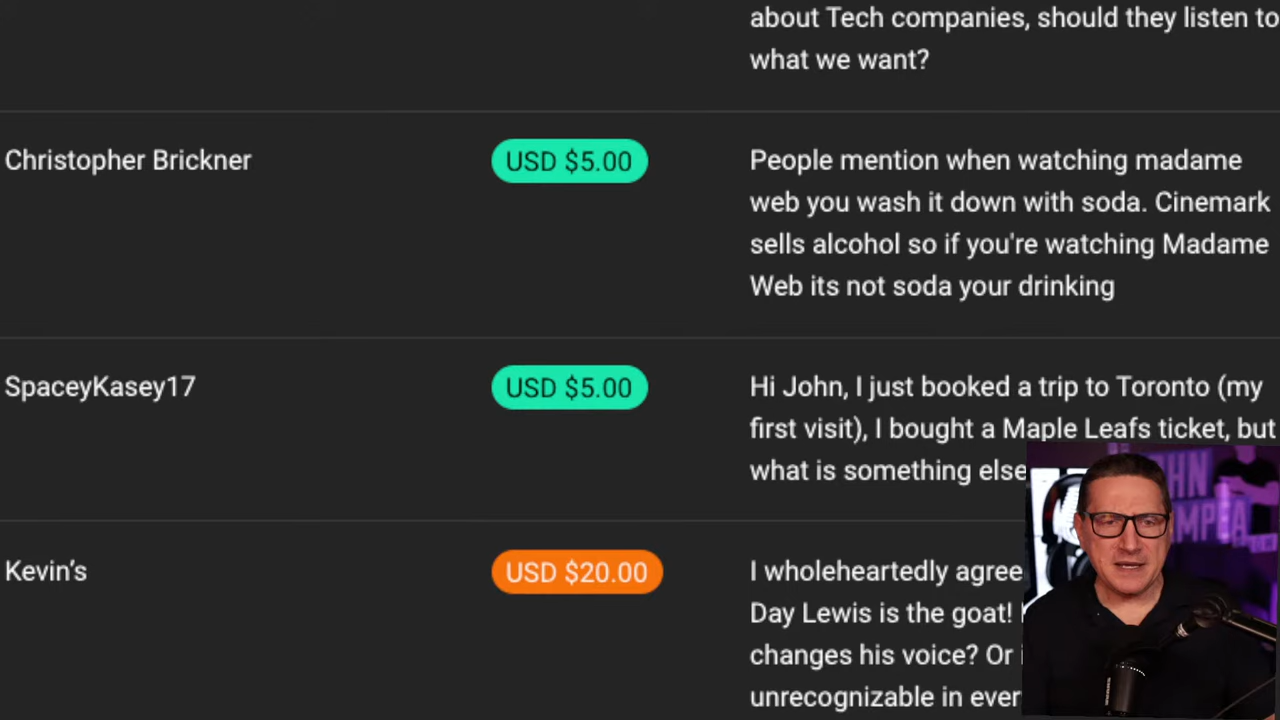 about Tech companies, should they listen to
what we want?
Christopher Brickner
USD $5.00
People mention when watching madame
web you wash it down with soda. Cinemark
sells alcohol so if you're watching Madame
Web its not soda your drinking
SpaceyKasey17
USD $5.00
Hi John, I just booked a trip to Toronto (my
first visit), I bought a Maple Leafs ticket, but
what is something else
Kevin's
USD $20.00
I wholeheartedly agree
Day Lewis is the goat!
changes his voice? Or
unrecognizable in ever